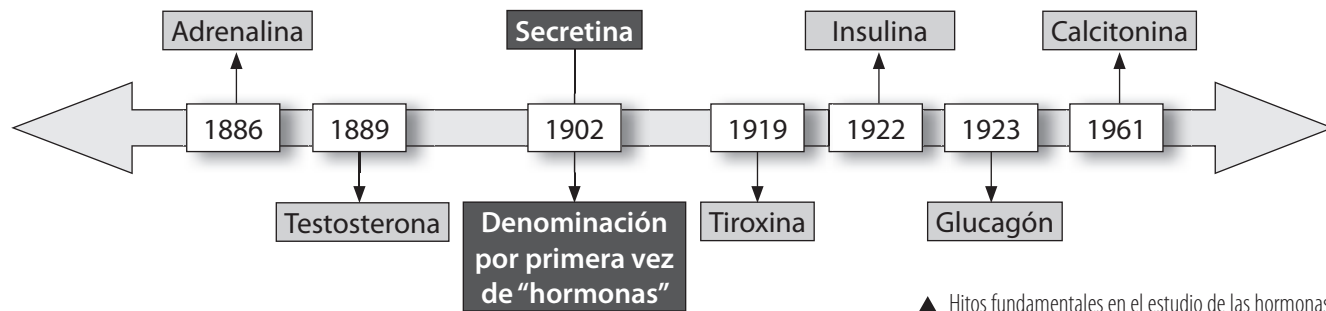 Adrenalina
Secretina
Insulina
Calcitonina
1886
1889
1902
1919
1922
1923
1961
Testosterona
Denominación
por primera vez
de “hormonas”
Tiroxina
Glucagón
▲ Hitos fundamentales en el estudio de las hormonas